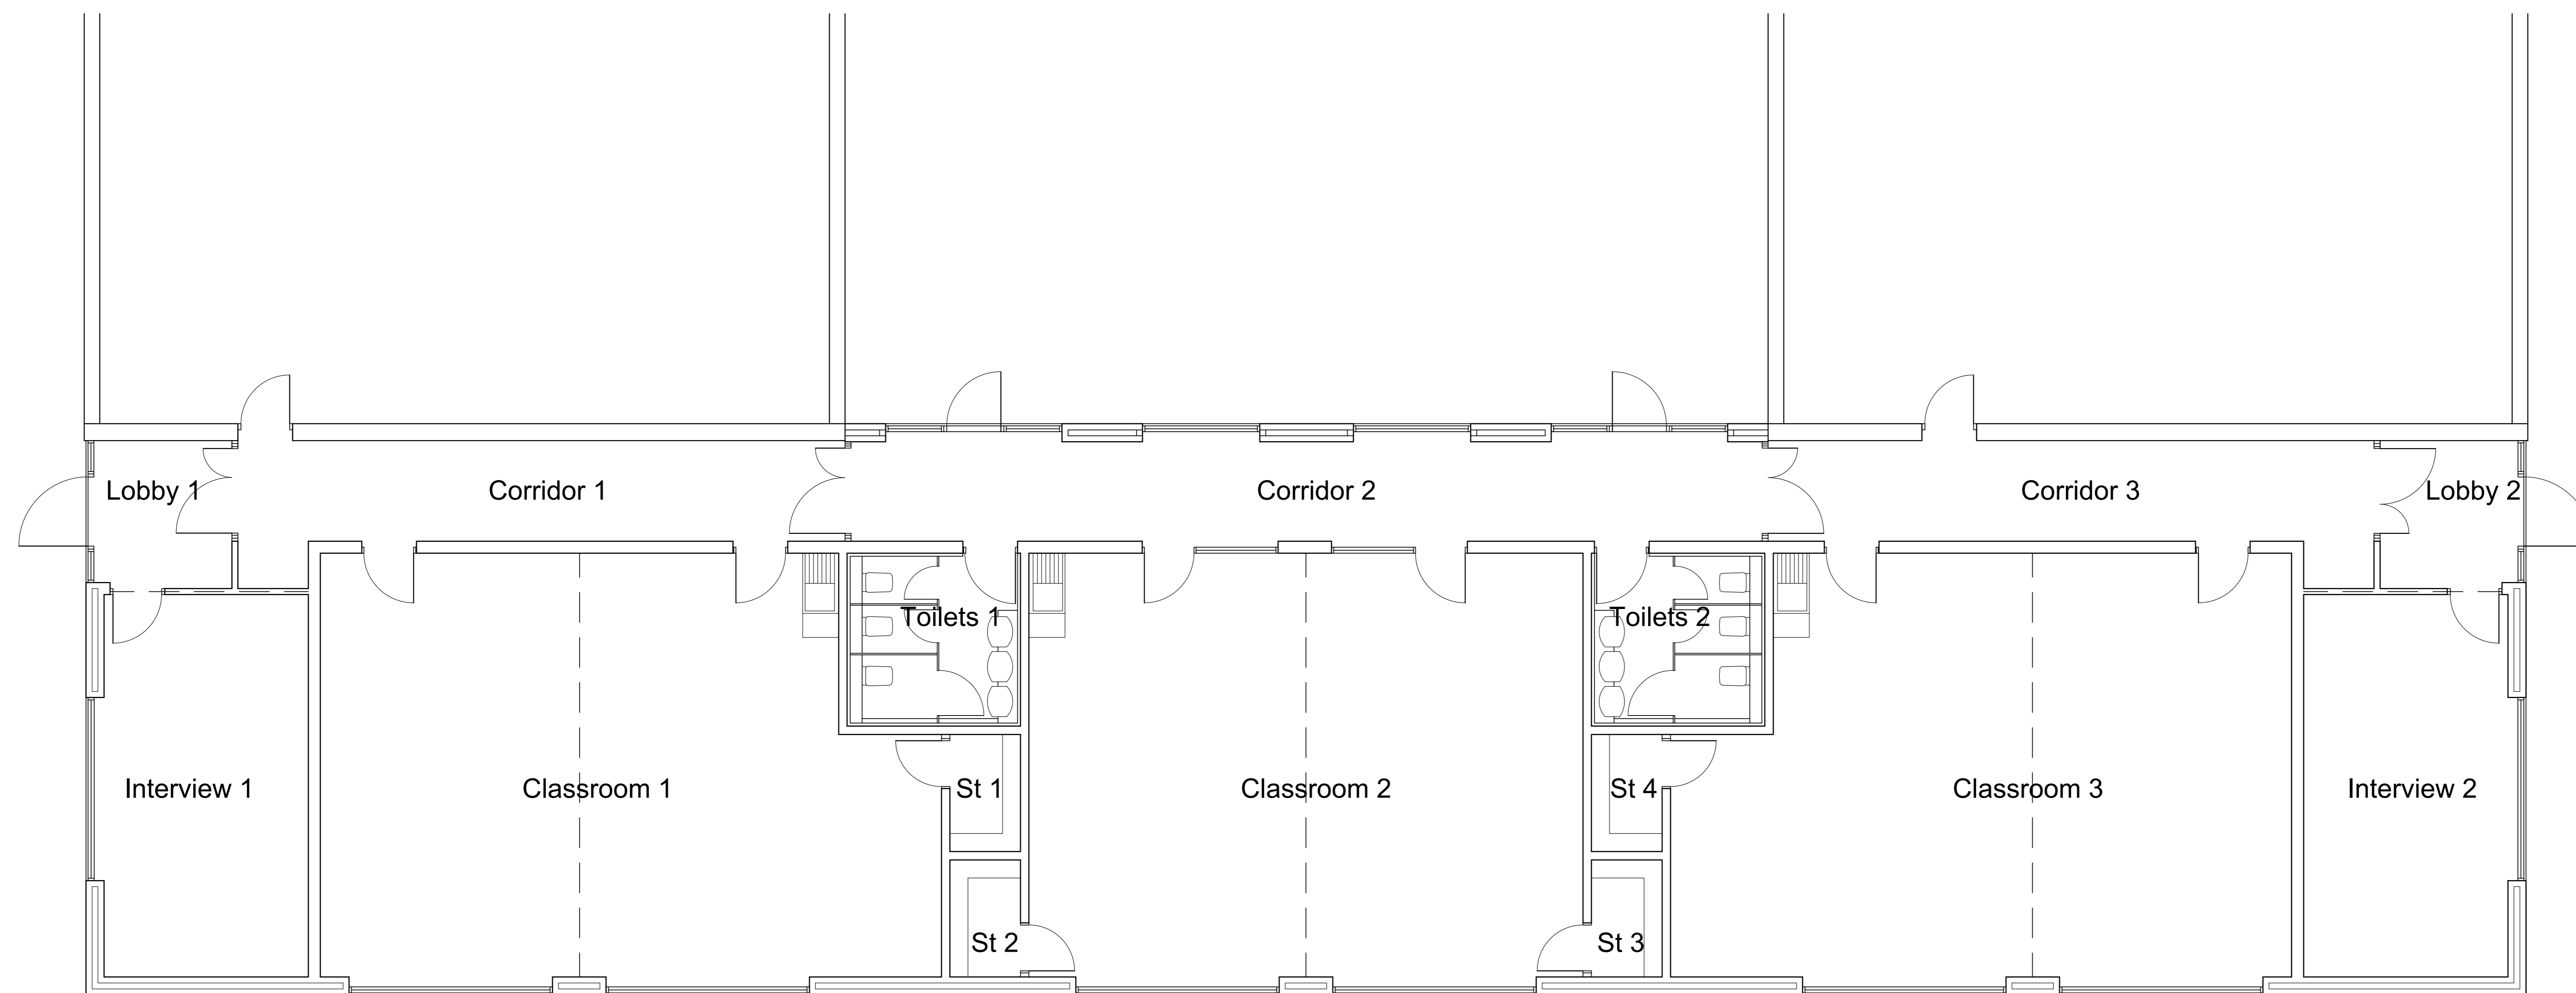 Lobby 1
Corridor 1
Corridor 2
Corridor 3
Lobby 2
Toilets 1
Toilets 2
Interview 1
Classroom 1
St 1
Classroom 2
St 4
Classroom 3
Interview 2
St 2
St 3